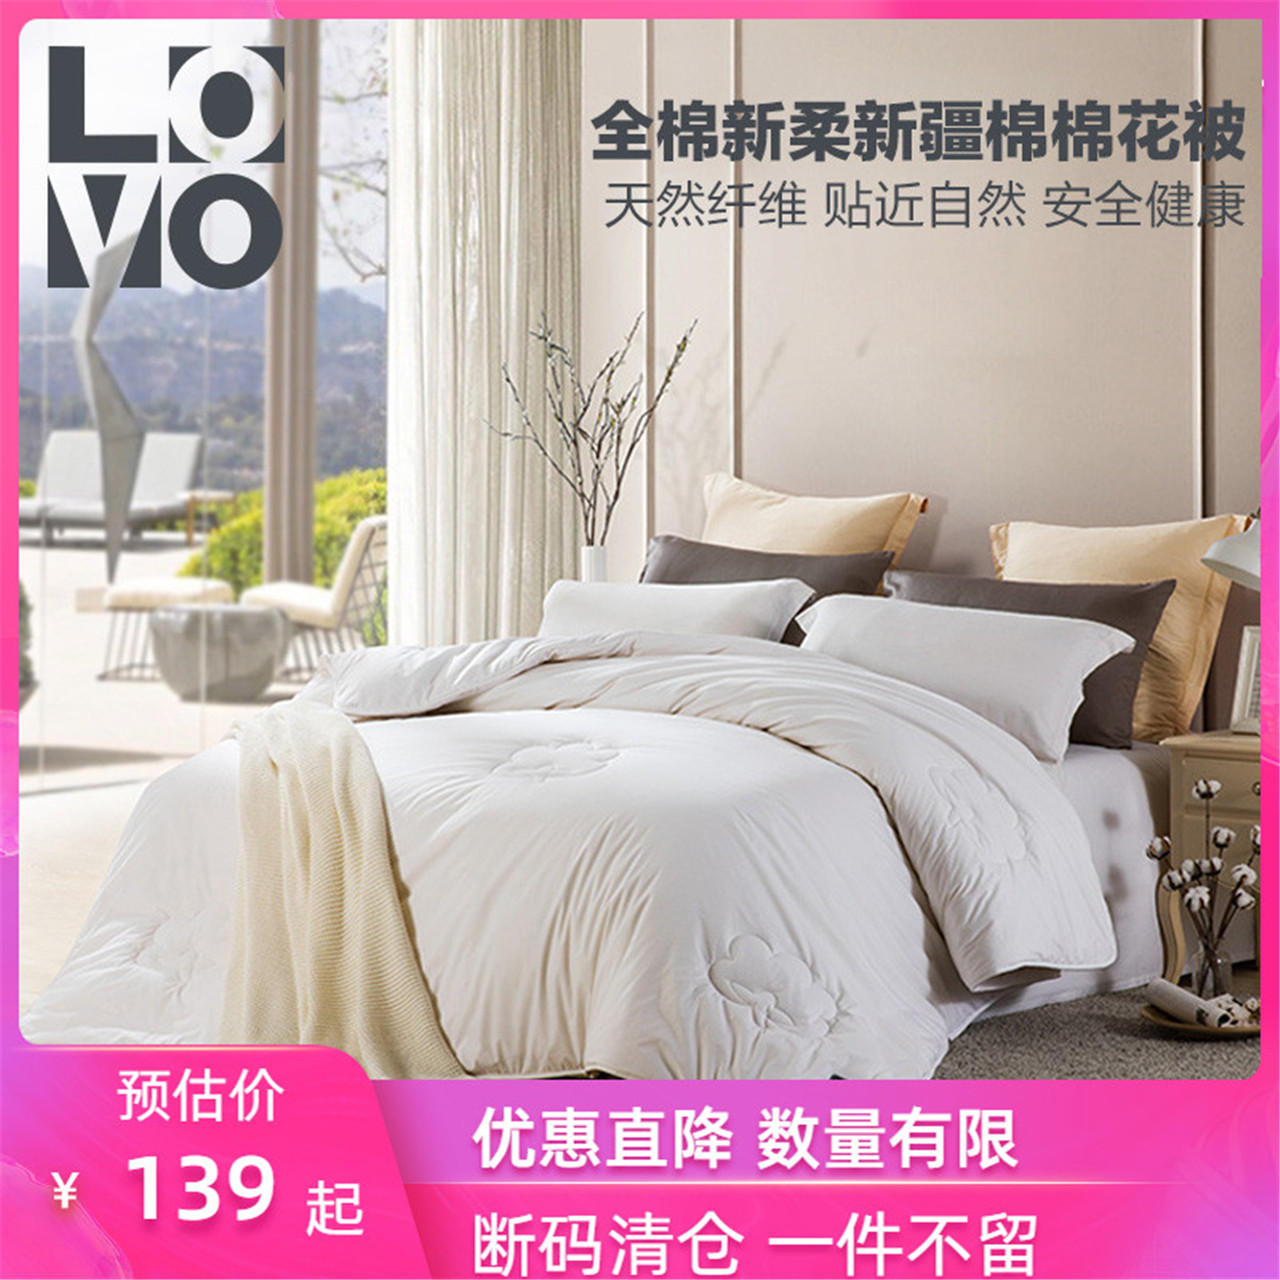 LO
VO
全棉新柔新疆棉棉花被
天然纤维 贴近自然 安全健康
预估价
¥ 139 起
优惠直降 数量有限
断码清仓 一件不留